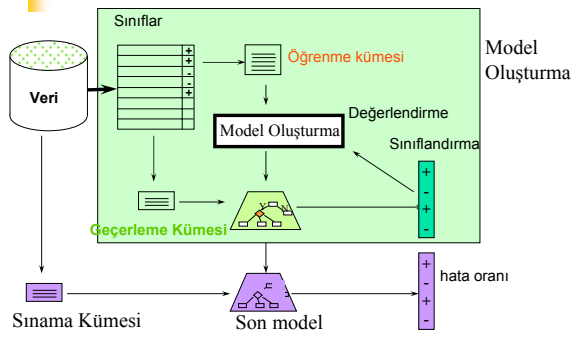 Sınıflar
+
+
-
-
+
Öğrenme kümesi
Model
Oluşturma
Veri
Değerlendirme
Model Oluşturma
Sınıflandırma
+
-
+
-
Y
N
Geçerleme Kümesi
+
-
+
-
hata oranı
Sınama Kümesi
Son model